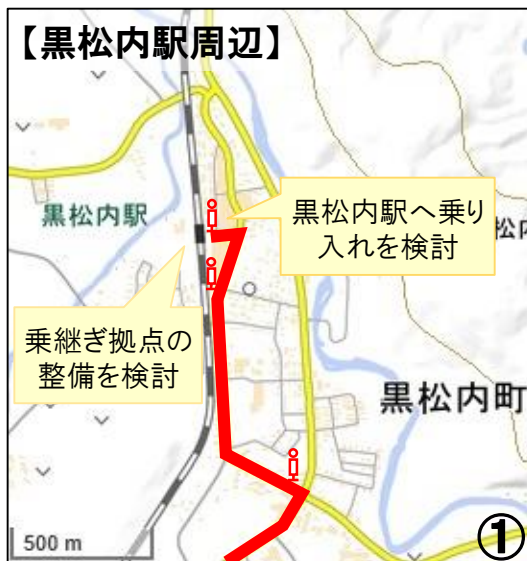 【黒松内駅周辺】
黒松内駅
黒松内駅へ乗り
入れを検討
松内
乗継ぎ拠点の
整備を検討
黒松内町
500 m
①